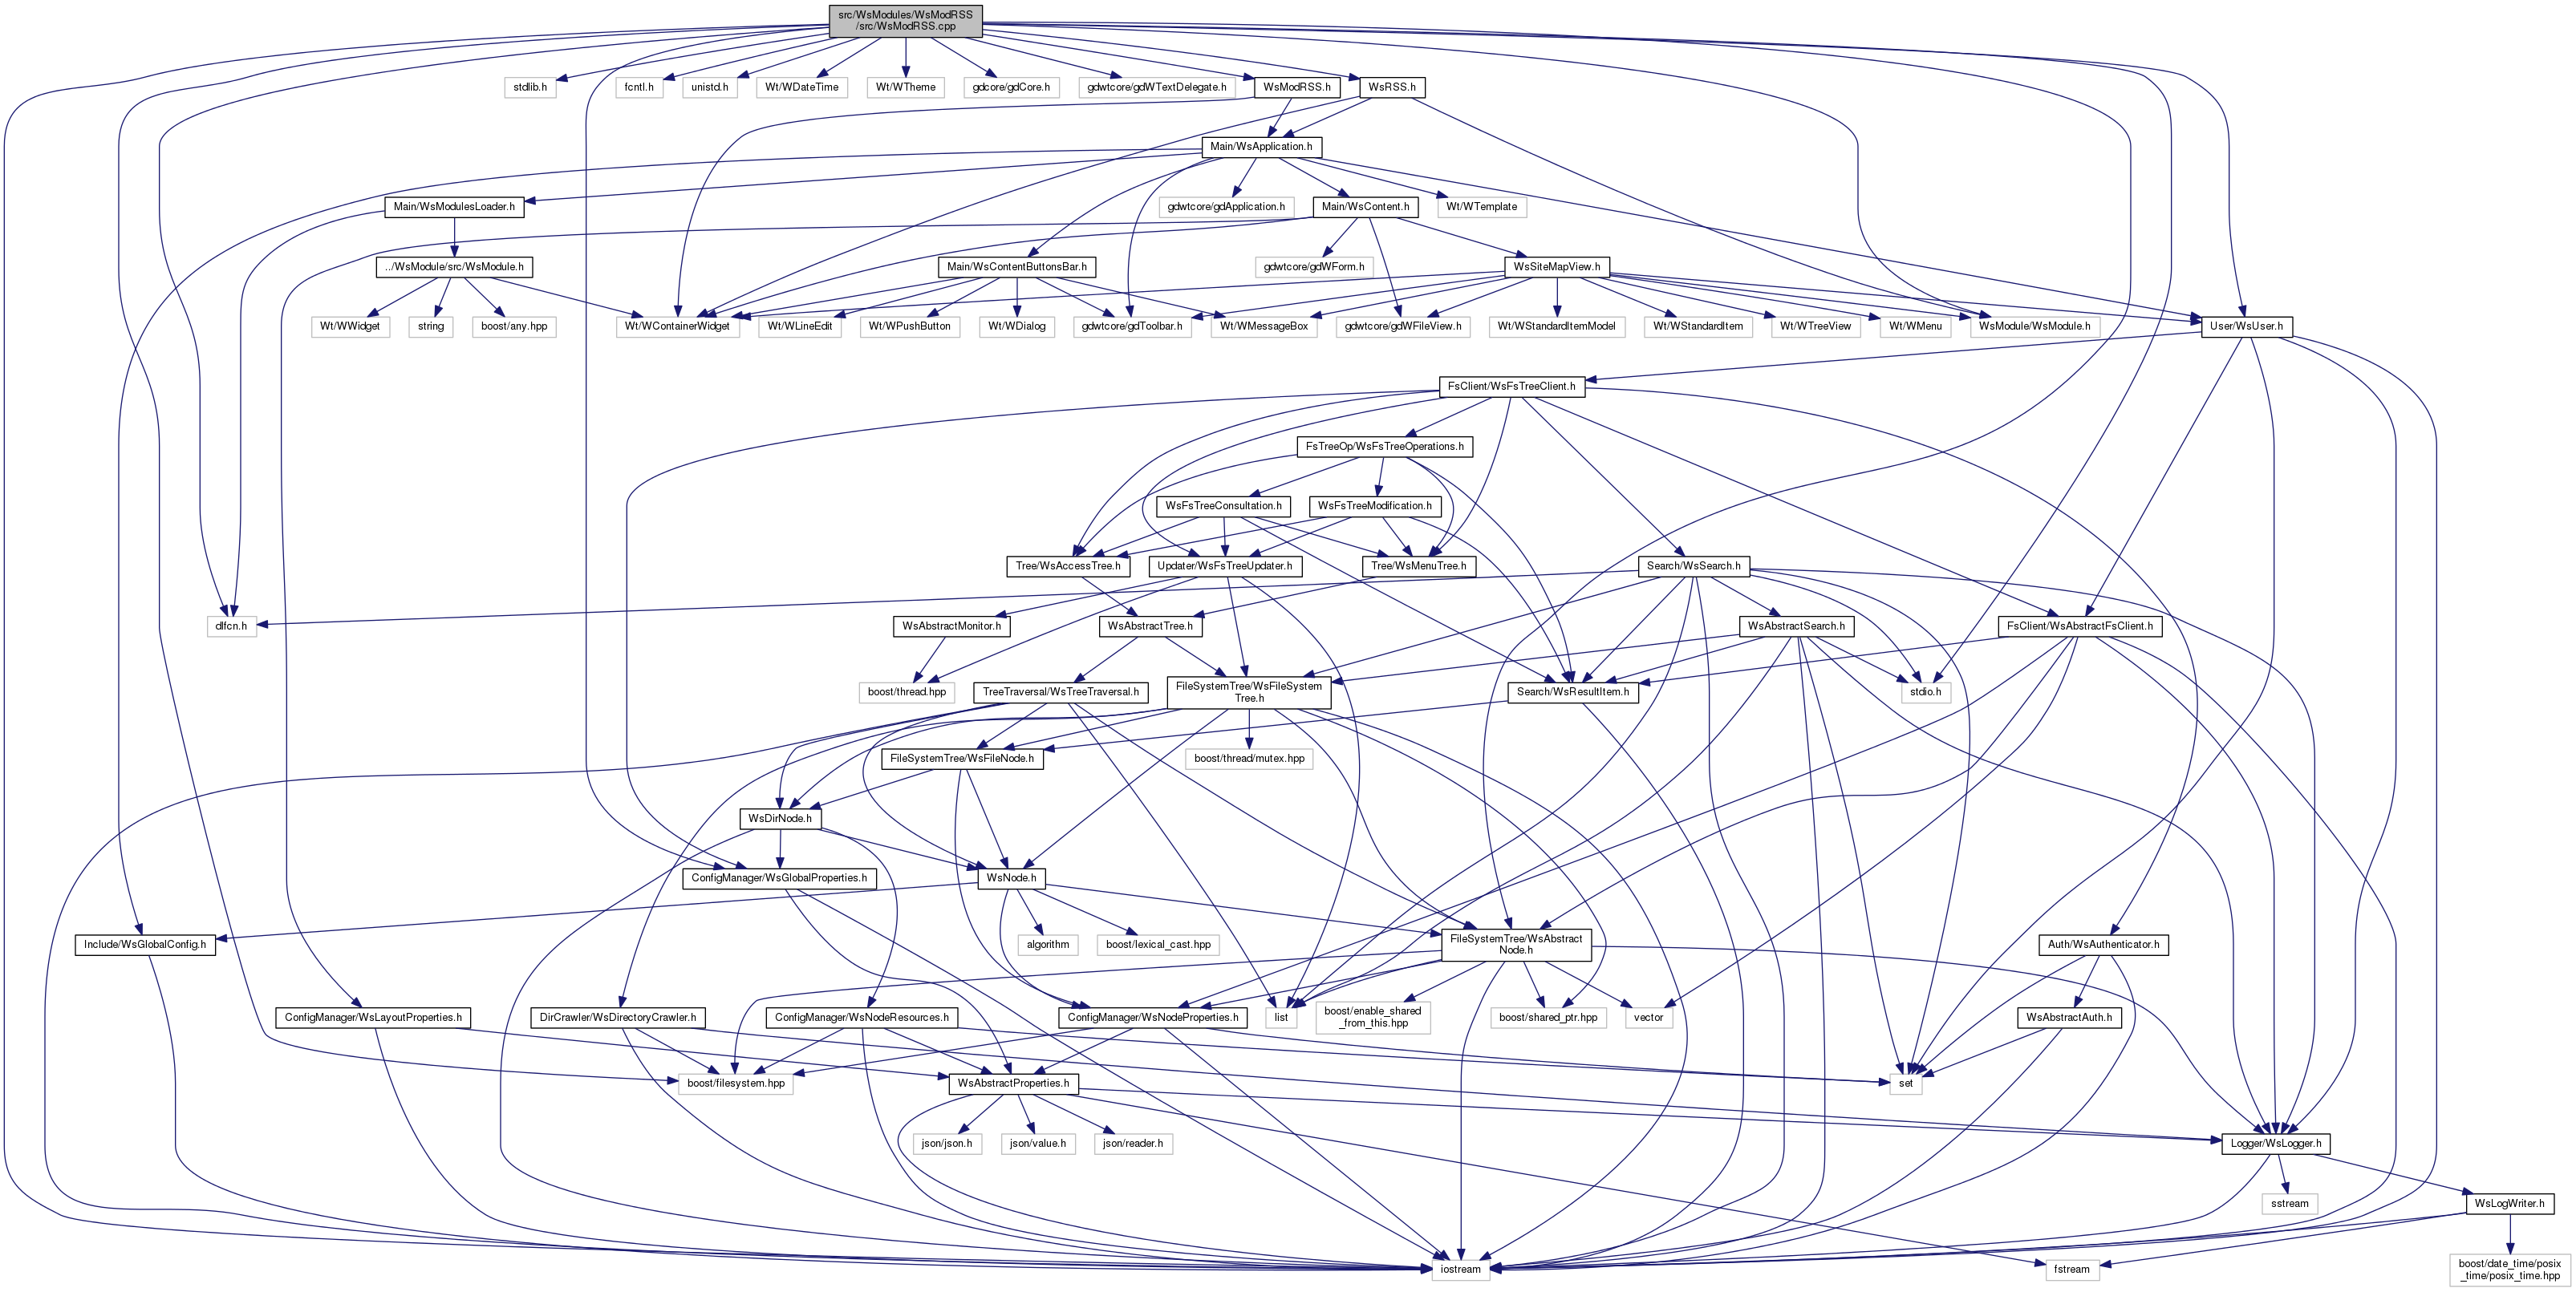 src/WsModules/WsModRSS
/src/WsModRSS.cpp
stdlib.h
fcntl.h
unistd.h
Wt/WDateTime
Wt/WTheme
gdcore/gdCore.h
gdwtcore/gdWTextDelegate.h
WsModRSS.h
WsRSS.h
Main/WsApplication.h
Main/WsModulesLoader.h
gdwtcore/gdApplication.h
Main/WsContent.h
Wt/WTemplate
../WsModule/src/WsModule.h
Main/WsContentButtonsBar.h
gdwtcore/gdWForm.h
WsSiteMapView.h
Wt/WWidget
string
boost/any.hpp
Wt/WContainerWidget
Wt/WLineEdit
Wt/WPushButton
Wt/WDialog
gdwtcore/gdToolbar.h
Wt/WMessageBox
gdwtcore/gdWFileView.h
Wt/WStandardItemModel
Wt/WStandardItem
Wt/WTreeView
Wt/WMenu
WsModule/WsModule.h
User/WsUser.h
FsClient/WsFsTreeClient.h
FsTreeOp/WsFsTreeOperations.h
WsFsTreeConsultation.h
WsFsTreeModification.h
Tree/WsAccessTree.h
Updater/WsFsTreeUpdater.h
Tree/WsMenuTree.h
Search/WsSearch.h
dlfcn.h
WsAbstractMonitor.h
WsAbstractTree.h
WsAbstractSearch.h
FsClient/WsAbstractFsClient.h
boost/thread.hpp
TreeTraversal/WsTreeTraversal.h
FileSystemTree/WsFileSystem
Tree.h
Search/WsResultItem.h
stdio.h
FileSystemTree/WsFileNode.h
boost/thread/mutex.hpp
WsDirNode.h
ConfigManager/WsGlobalProperties.h
WsNode.h
Include/WsGlobalConfig.h
algorithm
boost/lexical_cast.hpp
FileSystemTree/WsAbstract
Node.h
Auth/WsAuthenticator.h
ConfigManager/WsLayoutProperties.h
DirCrawler/WsDirectoryCrawler.h
ConfigManager/WsNodeResources.h
ConfigManager/WsNodeProperties.h
list
boost/enable_shared
_from_this.hpp
boost/shared_ptr.hpp
vector
WsAbstractAuth.h
boost/filesystem.hpp
WsAbstractProperties.h
set
json/json.h
json/value.h
json/reader.h
Logger/WsLogger.h
sstream
WsLogWriter.h
iostream
fstream
boost/date_time/posix
_time/posix_time.hpp